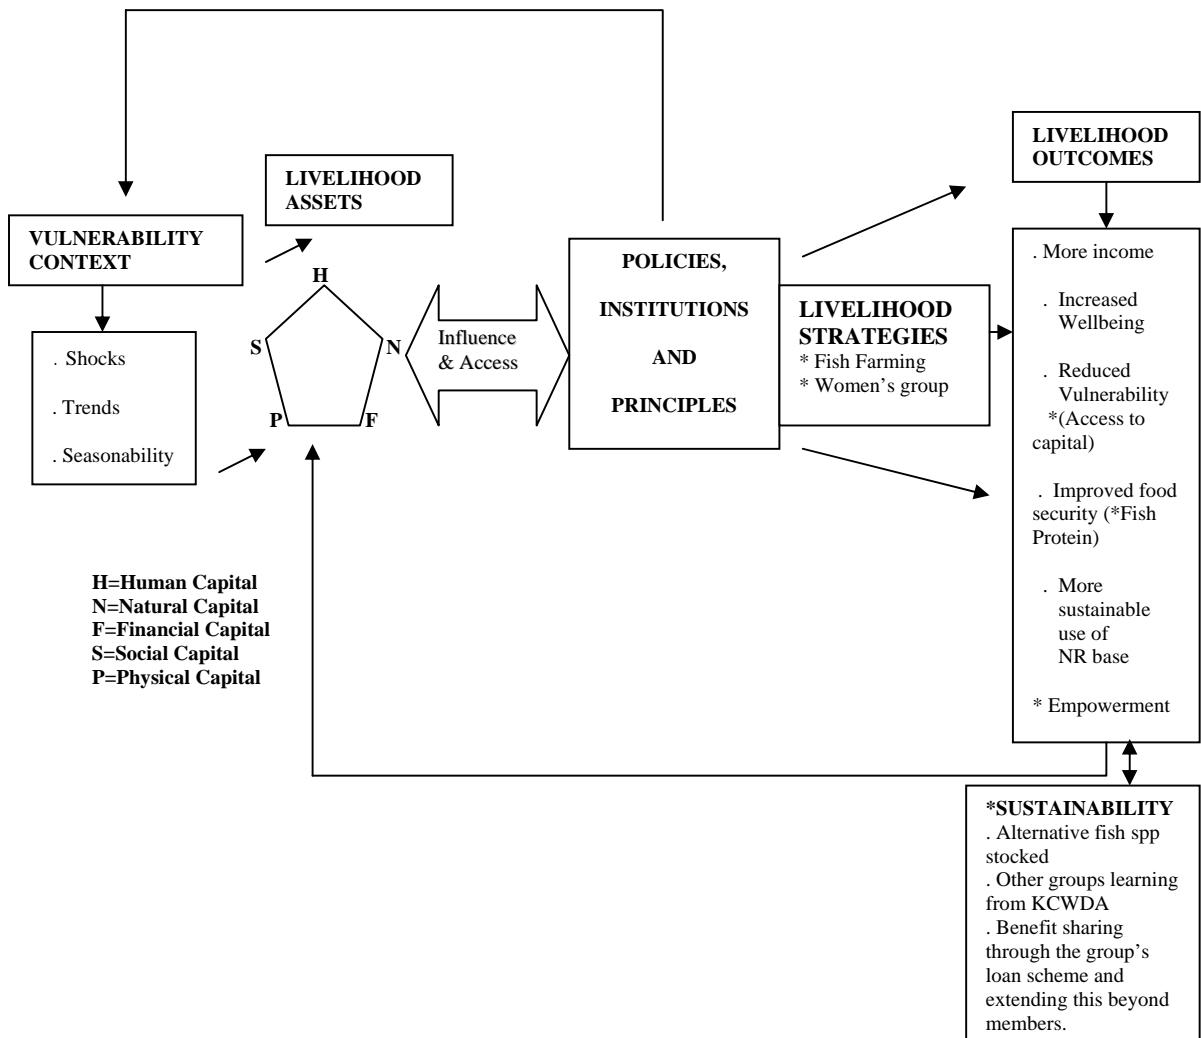 LIVELIHOOD
OUTCOMES
LIVELIHOOD
ASSETS
VULNERABILITY
CONTEXT
. Shocks
. Trends
. Seasonability
H
S
N
P
F
Influence
& Access
POLICIES,
INSTITUTIONS
AND
PRINCIPLES
LIVELIHOOD
STRATEGIES
* Fish Farming
* Women's group
. More income
. Increased
Wellbeing
. Reduced
Vulnerability
*(Access to
capital)
. Improved food
security (*Fish
Protein)
. More
sustainable
use of
NR base
* Empowerment
H=Human Capital
N=Natural Capital
F=Financial Capital
S=Social Capital
P=Physical Capital
*SUSTAINABILITY
. Alternative fish spp
stocked
. Other groups learning
from KCWDA
. Benefit sharing
through the group's
loan scheme and
extending this beyond
members.